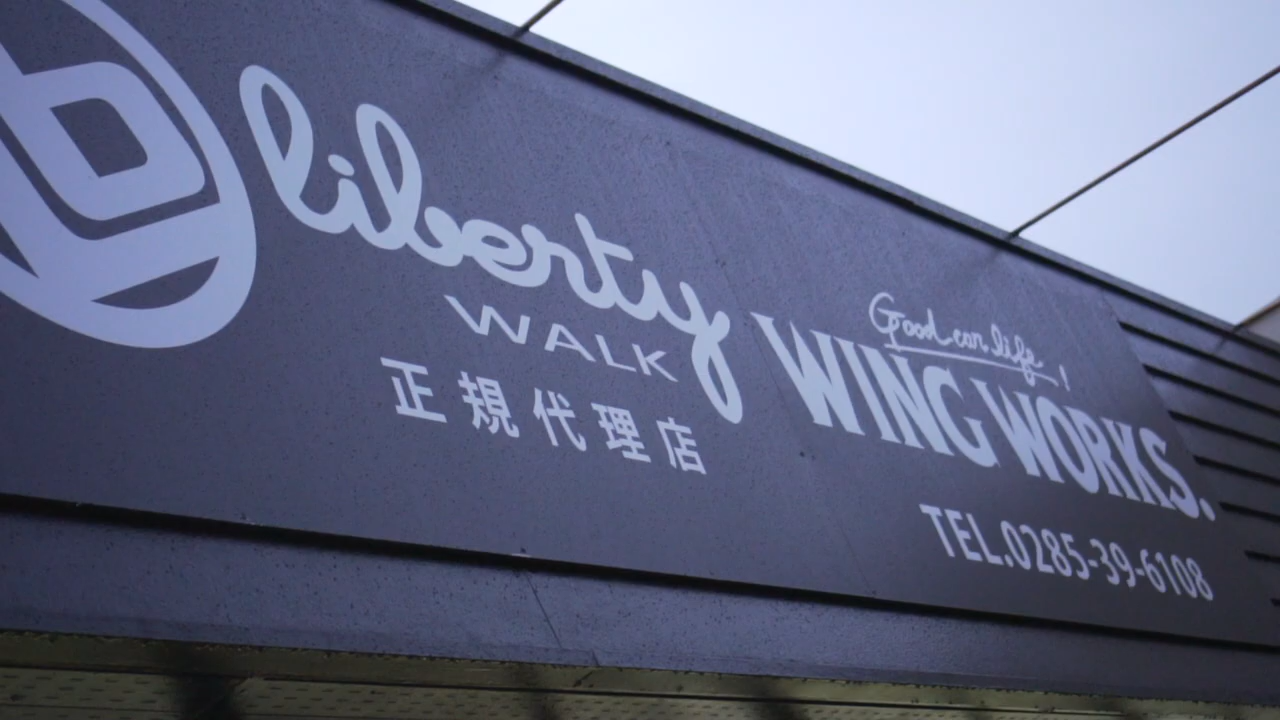 liberty
WALK
正規代理店
Good car life!
WING WORKS.
TEL.0285-39-6108